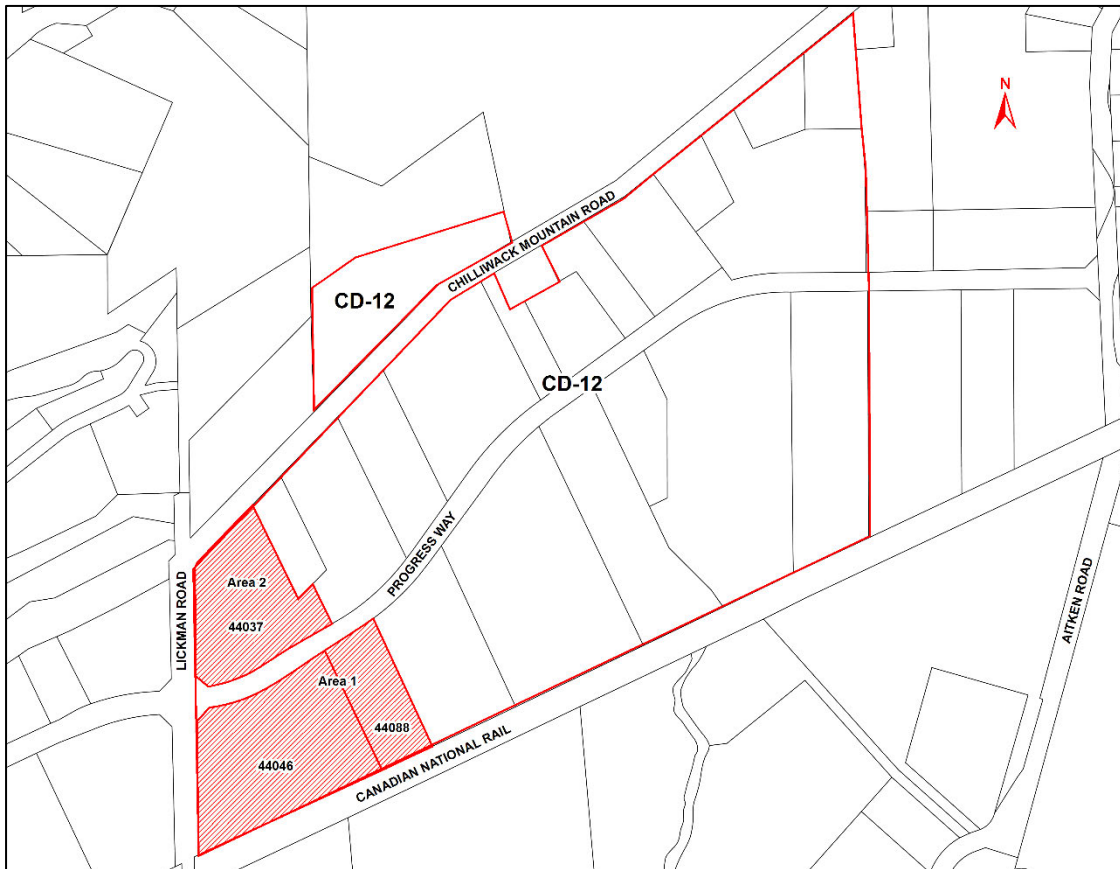 N
CHILLIWACK MOUNTAIN ROAD
CD-12
CD-12
PROGRESS WAY
LICKMAN ROAD
Area 2
44037
AITKEN ROAD
Area 1
44088
44046
CANADIAN NATIONAL RAIL